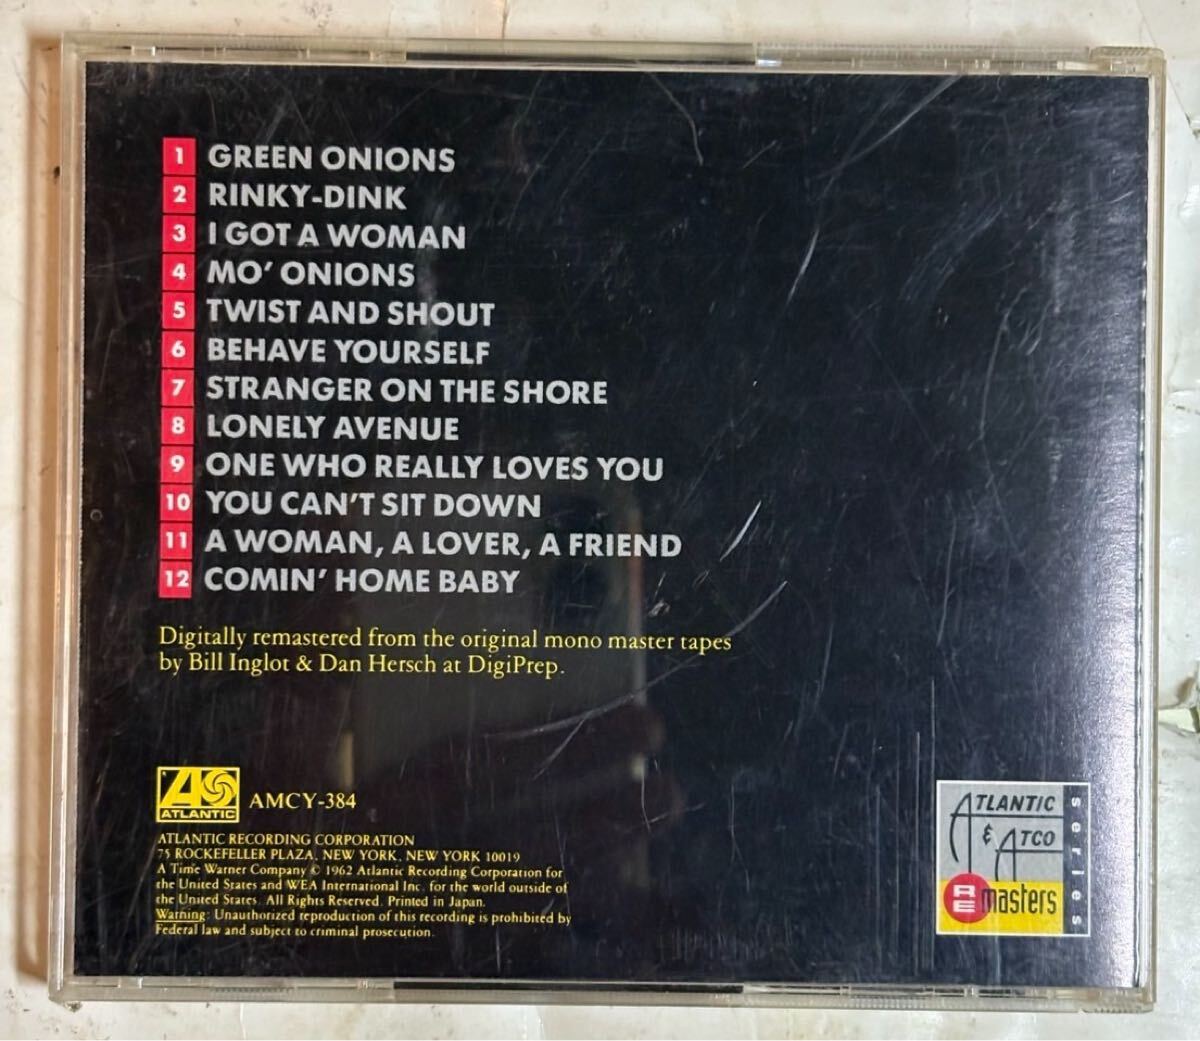 1 GREEN ONIONS
2 RINKY-DINK
3 I GOT A WOMAN
4 MO' ONIONS
5 TWIST AND SHOUT
6 BEHAVE YOURSELF
7 STRANGER ON THE SHORE
8 LONELY AVENUE
9 ONE WHO REALLY LOVES YOU
10 YOU CAN'T SIT DOWN
11 A WOMAN, A LOVER, A FRIEND
12 COMIN' HOME BABY
Digitally remastered from the original mono master tapes
by Bill Inglot & Dan Hersch at DigiPrep.
ATLANTIC
AMCY-384
ATLANTIC RECORDING CORPORATION
75 ROCKEFELLER PLAZA, NEW YORK, NEW YORK 10019
A Time Warner Company © 1962 Atlantic Recording Corporation for
the United States and WEA International Inc. for the world outside of
the United States. All Rights Reserved. Printed in Japan.
Warning: Unauthorized reproduction of this recording is prohibited by
Federal law and subject to criminal prosecution.
ATLANTIC
& ATCO
REmasters
series